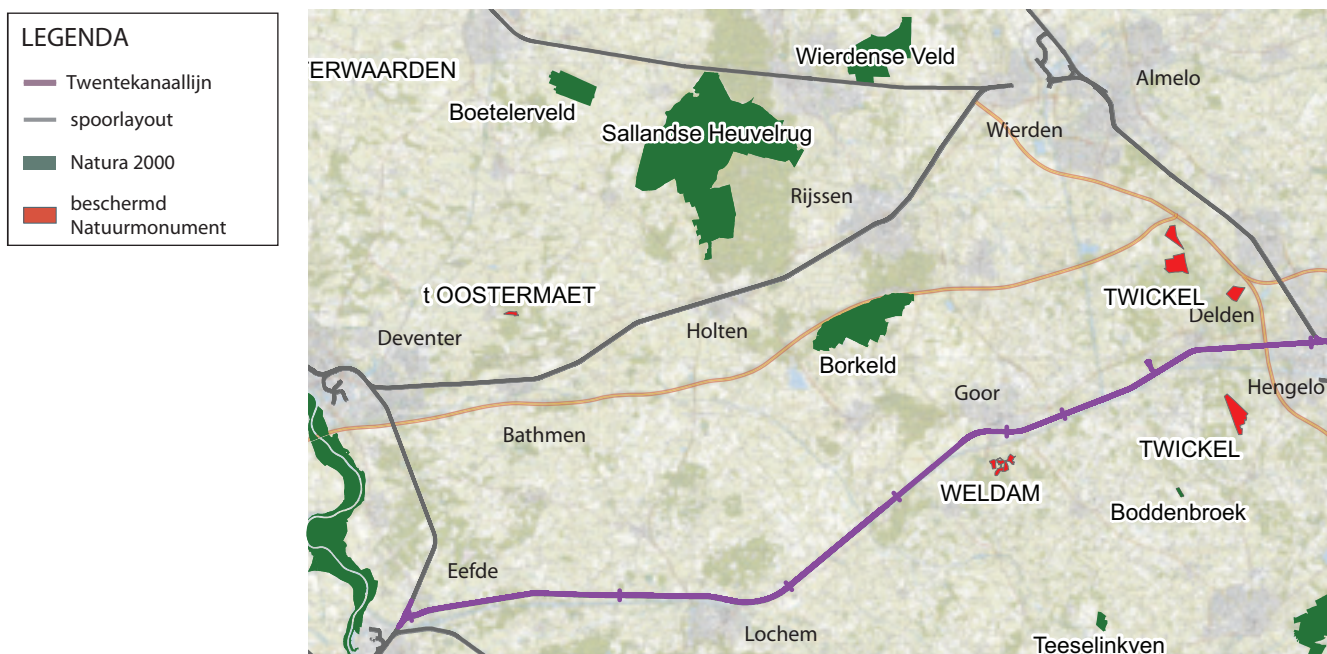 LEGENDA
Twentekanaallijn
spoorlayout
Natura 2000
beschermd
Natuurmonument
TERWAARDEN
Wierdense Veld
Almelo
Boetelerveld
Sallandse Heuvelrug
Wierden
Rijssen
t OOSTERMAET
TWICKEL
Delden
Deventer
Holten
Borkeld
Goor
Hengelo
Bathmen
TWICKEL
WELDAM
Boddenbroek
Eefde
Lochem
Teeselinkven